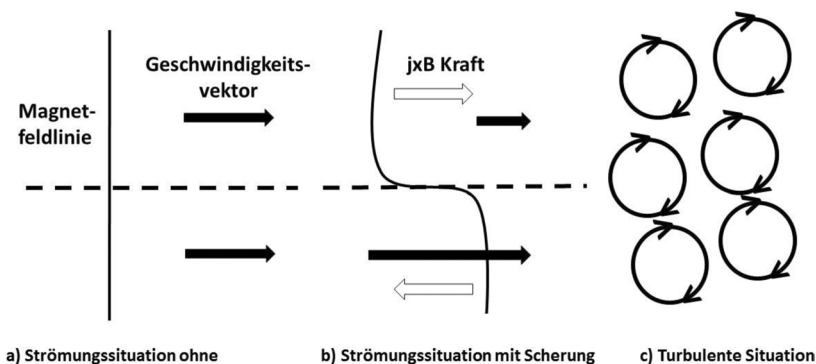 Magnet-
feldlinie
Geschwindigkeits-
vektor
jxB Kraft
a) Strömungssituation ohne
b) Strömungssituation mit Scherung
c) Turbulente Situation